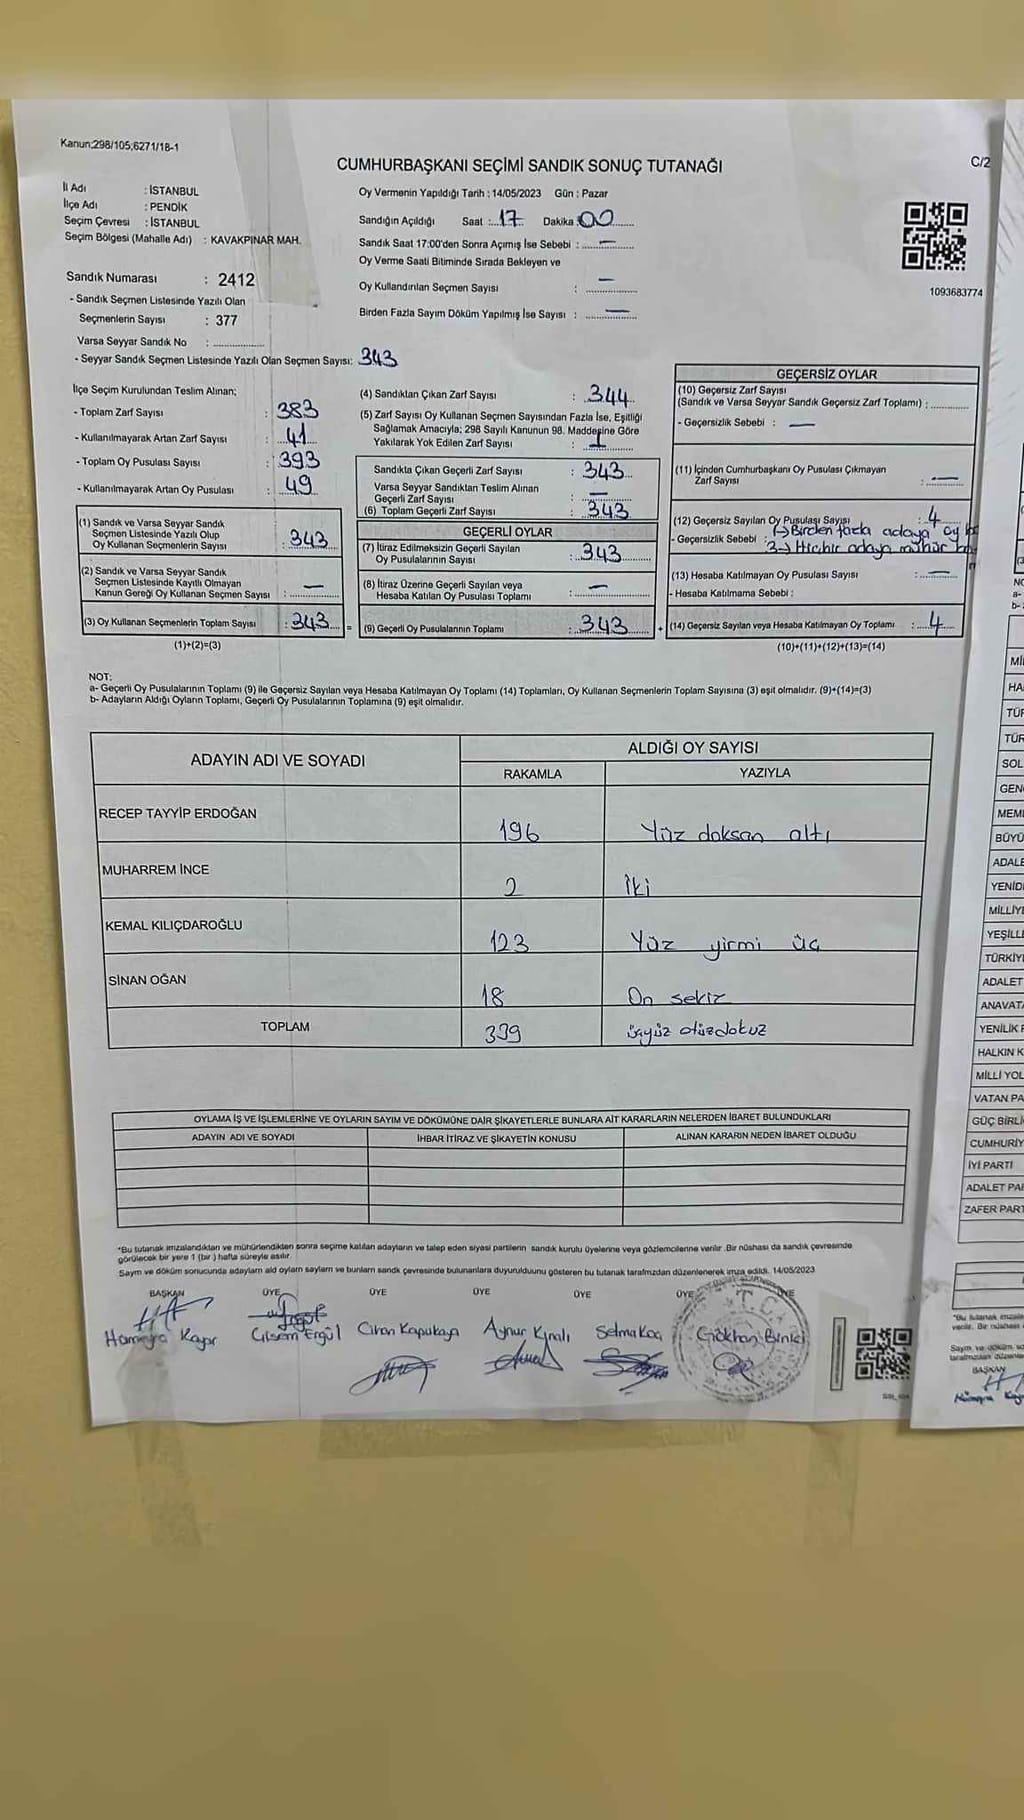 Kanun;298/105;6271/18-1
CUMHURBAŞKANI SEÇİMİ SANDIK SONUÇ TUTANAĞI
C/2
İl Adı : İSTANBUL
İlçe Adı : PENDİK
Seçim Çevresi : İSTANBUL
Seçim Bölgesi (Mahalle Adı) : KAVAKPINAR MAH.
Sandık Numarası : 2412
- Sandık Seçmen Listesinde Yazılı Olan
Seçmenlerin Sayısı : 377
Varsa Seyyar Sandık No :
- Seyyar Sandık Seçmen Listesinde Yazılı Olan Seçmen Sayısı: 343
Oy Vermenin Yapıldığı Tarih : 14/05/2023 Gün : Pazar
Sandığın Açıldığı Saat : 17 Dakika : 00
Sandık Saat 17:00'den Sonra Açımış İse Sebebi : —
Oy Verme Saati Bitiminde Sırada Bekleyen ve
Oy Kullandırılan Seçmen Sayısı : —
Birden Fazla Sayım Döküm Yapılmış İse Sayısı : —
1093683774
İlçe Seçim Kurulundan Teslim Alınan;
- Toplam Zarf Sayısı : 383
- Kullanılmayarak Artan Zarf Sayısı : 41
- Toplam Oy Pusulası Sayısı : 393
- Kullanılmayarak Artan Oy Pusulası : 49
(1) Sandık ve Varsa Seyyar Sandık
Seçmen Listesinde Yazılı Olup
Oy Kullanan Seçmenlerin Sayısı : 343
(2) Sandık ve Varsa Seyyar Sandık
Seçmen Listesinde Kayıtlı Olmayan
Kanun Gereği Oy Kullanan Seçmen Sayısı : —
(3) Oy Kullanan Seçmenlerin Toplam Sayısı : 343 =
(1)+(2)=(3)
(4) Sandıktan Çıkan Zarf Sayısı : 344
(5) Zarf Sayısı Oy Kullanan Seçmen Sayısından Fazla İse, Eşitliği
Sağlamak Amacıyla; 298 Sayılı Kanunun 98. Maddesine Göre
Yakılarak Yok Edilen Zarf Sayısı : 1
Sandıkta Çıkan Geçerli Zarf Sayısı : 343
Varsa Seyyar Sandıktan Teslim Alınan
Geçerli Zarf Sayısı : —
(6) Toplam Geçerli Zarf Sayısı : 343
GEÇERLİ OYLAR
(7) İtiraz Edilmeksizin Geçerli Sayılan
Oy Pusulalarının Sayısı : 343
(8) İtiraz Üzerine Geçerli Sayılan veya
Hesaba Katılan Oy Pusulası Toplamı : —
(9) Geçerli Oy Pusulalarının Toplamı : 343 +
GEÇERSİZ OYLAR
(10) Geçersiz Zarf Sayısı
(Sandık ve Varsa Seyyar Sandık Geçersiz Zarf Toplamı) :
- Geçersizlik Sebebi : —
(11) İçinden Cumhurbaşkanı Oy Pusulası Çıkmayan
Zarf Sayısı : —
(12) Geçersiz Sayılan Oy Pusulası Sayısı : 4
- Geçersizlik Sebebi : 1-) Birden fazla adaya oy
3-) Hiçbir adaya mühür
(13) Hesaba Katılmayan Oy Pusulası Sayısı : —
- Hesaba Katılmama Sebebi :
(14) Geçersiz Sayılan veya Hesaba Katılmayan Oy Toplamı : 4
(10)+(11)+(12)+(13)=(14)
NOT:
a- Geçerli Oy Pusulalarının Toplamı (9) ile Geçersiz Sayılan veya Hesaba Katılmayan Oy Toplamı (14) Toplamları, Oy Kullanan Seçmenlerin Toplam Sayısına (3) eşit olmalıdır. (9)+(14)=(3)
b- Adayların Aldığı Oyların Toplamı, Geçerli Oy Pusulalarının Toplamına (9) eşit olmalıdır.
ADAYIN ADI VE SOYADI
ALDIĞI OY SAYISI
RAKAMLA YAZIYLA
RECEP TAYYİP ERDOĞAN 196 Yüz doksan altı
MUHARREM İNCE 2 İki
KEMAL KILIÇDAROĞLU 123 Yüz yirmi üç
SİNAN OĞAN 18 On sekiz
TOPLAM 339 üçyüz otuzdokuz
OYLAMA İŞ VE İŞLEMLERİNE VE OYLARIN SAYIM VE DÖKÜMÜNE DAİR ŞİKAYETLERLE BUNLARA AİT KARARLARIN NELERDEN İBARET BULUNDUKLARI
ADAYIN ADI VE SOYADI İHBAR İTİRAZ VE ŞİKAYETİN KONUSU ALINAN KARARIN NEDEN İBARET OLDUĞU
*Bu tutanak imzalandıktan ve mühürlendikten sonra seçime katılan adayların ve talep eden siyasi partilerin sandık kurulu üyelerine veya gözlemcilerine verilir. Bir nüshası da sandık çevresinde
görülecek bir yere 1 (bir ) hafta süreyle asılır.
Sayım ve döküm sonucunda adayların aldı oyların sayıları ve bunların sandk çevresinde bulunanlara duyurulduunu gösteren bu tutanak tarafımzdan düzenlenerek imza edildi. 14/05/2023
BAŞKAN ÜYE ÜYE ÜYE ÜYE ÜYE ÜYE
Gülsem Ergül Cihan Kapukaya Aynur Kınalı Selma Koa Gökhan Binici
T.C.
MİL
HA
TÜR
TÜR
SOL
GEN
MEM
BÜYÜ
ADALE
YENİD
MİLLİY
YEŞİLLE
TÜRKİYE
ADALET
ANAVATA
YENİLİK P
HALKIN K
MİLLİ YOL
VATAN PA
GÜÇ BİRLİ
CUMHURİY
İYİ PARTİ
ADALET PAR
ZAFER PART
BAŞKAN